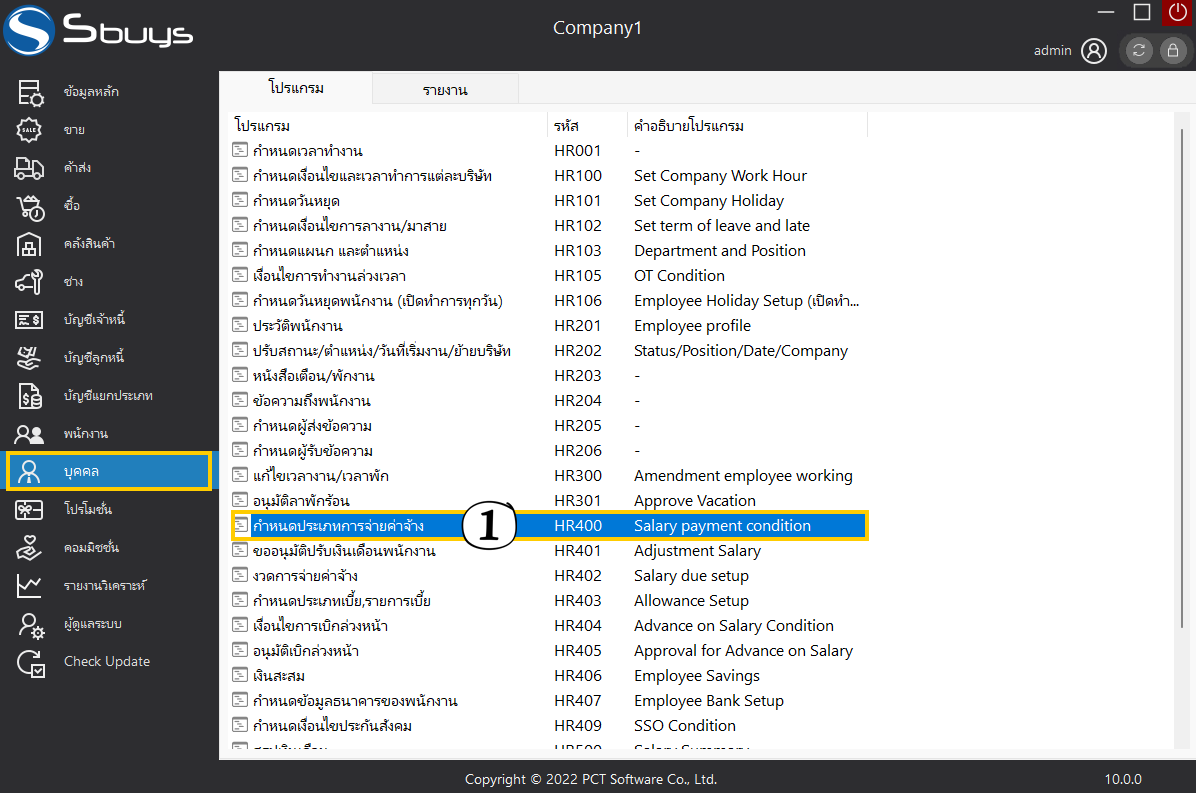 Sbuys
Company1
admin
ข้อมูลหลัก
ขาย
ค้าส่ง
ซื้อ
คลังสินค้า
ช่าง
บัญชีเจ้าหนี้
บัญชีลูกหนี้
บัญชีแยกประเภท
พนักงาน
บุคคล
โปรโมชั่น
คอมมิชชั่น
รายงานวิเคราะห์
ผู้ดูแลระบบ
Check Update
โปรแกรม รายงาน
โปรแกรม รหัส คำอธิบายโปรแกรม
กำหนดเวลาทำงาน HR001 -
กำหนดเงื่อนไขและเวลาทำการแต่ละบริษัท HR100 Set Company Work Hour
กำหนดวันหยุด HR101 Set Company Holiday
กำหนดเงื่อนไขการลางาน/มาสาย HR102 Set term of leave and late
กำหนดแผนก และตำแหน่ง HR103 Department and Position
เงื่อนไขการทำงานล่วงเวลา HR105 OT Condition
กำหนดวันหยุดพนักงาน (เปิดทำการทุกวัน) HR106 Employee Holiday Setup (เปิดทำ...
ประวัติพนักงาน HR201 Employee profile
ปรับสถานะ/ตำแหน่ง/วันที่เริ่มงาน/ย้ายบริษัท HR202 Status/Position/Date/Company
หนังสือเตือน/พักงาน HR203 -
ข้อความถึงพนักงาน HR204 -
กำหนดผู้ส่งข้อความ HR205 -
กำหนดผู้รับข้อความ HR206 -
แก้ไขเวลางาน/เวลาพัก HR300 Amendment employee working
อนุมัติลาพักร้อน HR301 Approve Vacation
กำหนดประเภทการจ่ายค่าจ้าง 1 HR400 Salary payment condition
ขออนุมัติปรับเงินเดือนพนักงาน HR401 Adjustment Salary
งวดการจ่ายค่าจ้าง HR402 Salary due setup
กำหนดประเภทเบี้ย,รายการเบี้ย HR403 Allowance Setup
เงื่อนไขการเบิกล่วงหน้า HR404 Advance on Salary Condition
อนุมัติเบิกล่วงหน้า HR405 Approval for Advance on Salary
เงินสะสม HR406 Employee Savings
กำหนดข้อมูลธนาคารของพนักงาน HR407 Employee Bank Setup
กำหนดเงื่อนไขประกันสังคม HR409 SSO Condition
HR500 Salary Summary
Copyright © 2022 PCT Software Co., Ltd. 10.0.0